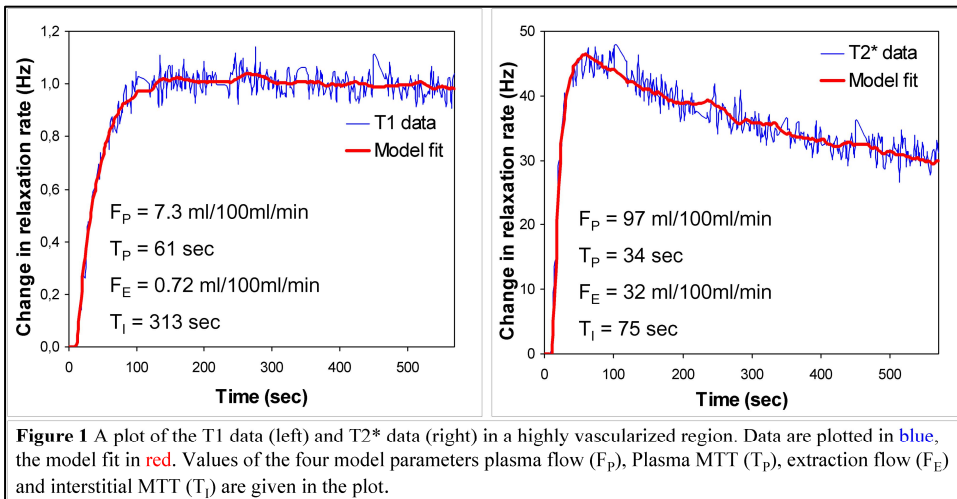 Change in relaxation rate (Hz)
1,2
1,0
0,8
0,6
0,4
0,2
0,0
T1 data
Model fit
F_P = 7.3 ml/100ml/min
T_P = 61 sec
F_E = 0.72 ml/100ml/min
T_I = 313 sec
0 100 200 300 400 500
Time (sec)
Change in relaxation rate (Hz)
50
40
30
20
10
0
T2* data
Model fit
F_P = 97 ml/100ml/min
T_P = 34 sec
F_E = 32 ml/100ml/min
T_I = 75 sec
0 100 200 300 400 500
Time (sec)
Figure 1 A plot of the T1 data (left) and T2* data (right) in a highly vascularized region. Data are plotted in blue,
the model fit in red. Values of the four model parameters plasma flow (F_P), Plasma MTT (T_P), extraction flow (F_E)
and interstitial MTT (T_I) are given in the plot.